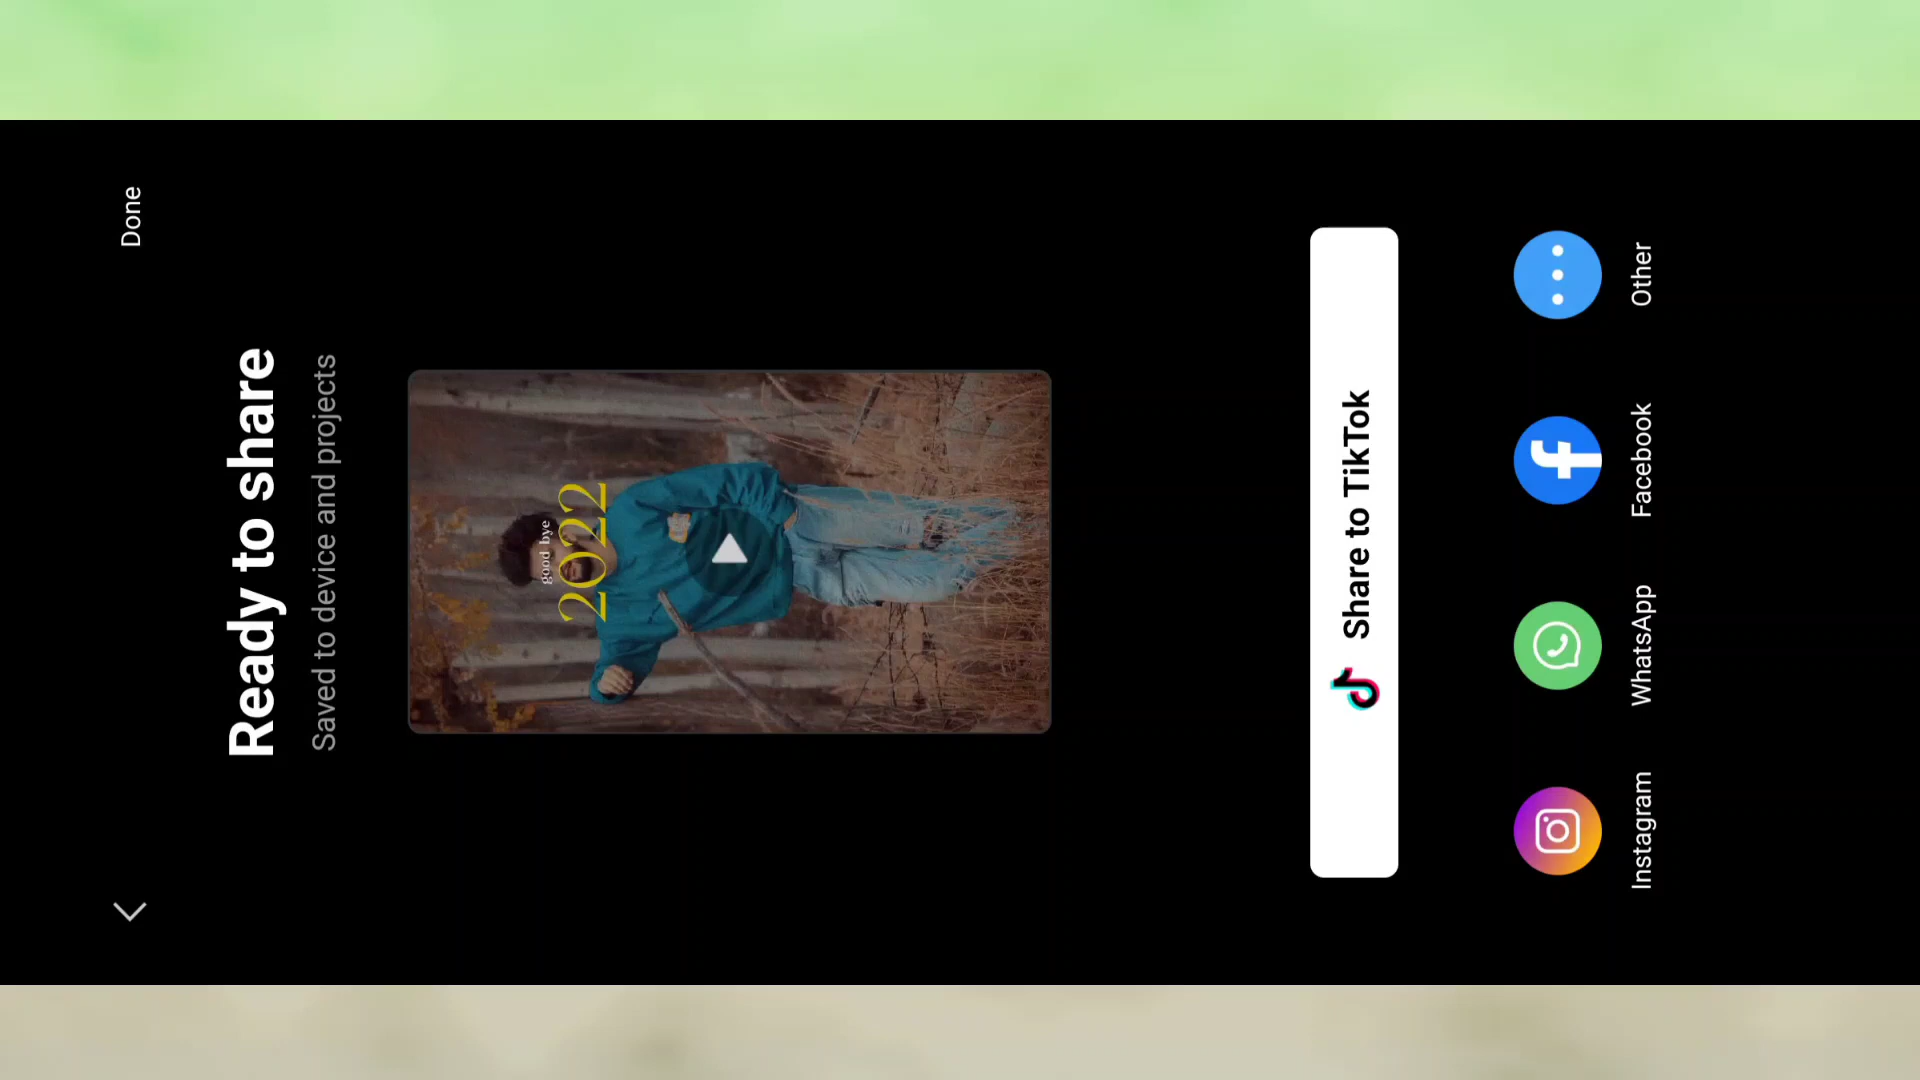 Done
Ready to share
Saved to device and projects
good bye
2022
Share to TikTok
Instagram
WhatsApp
Facebook
Other